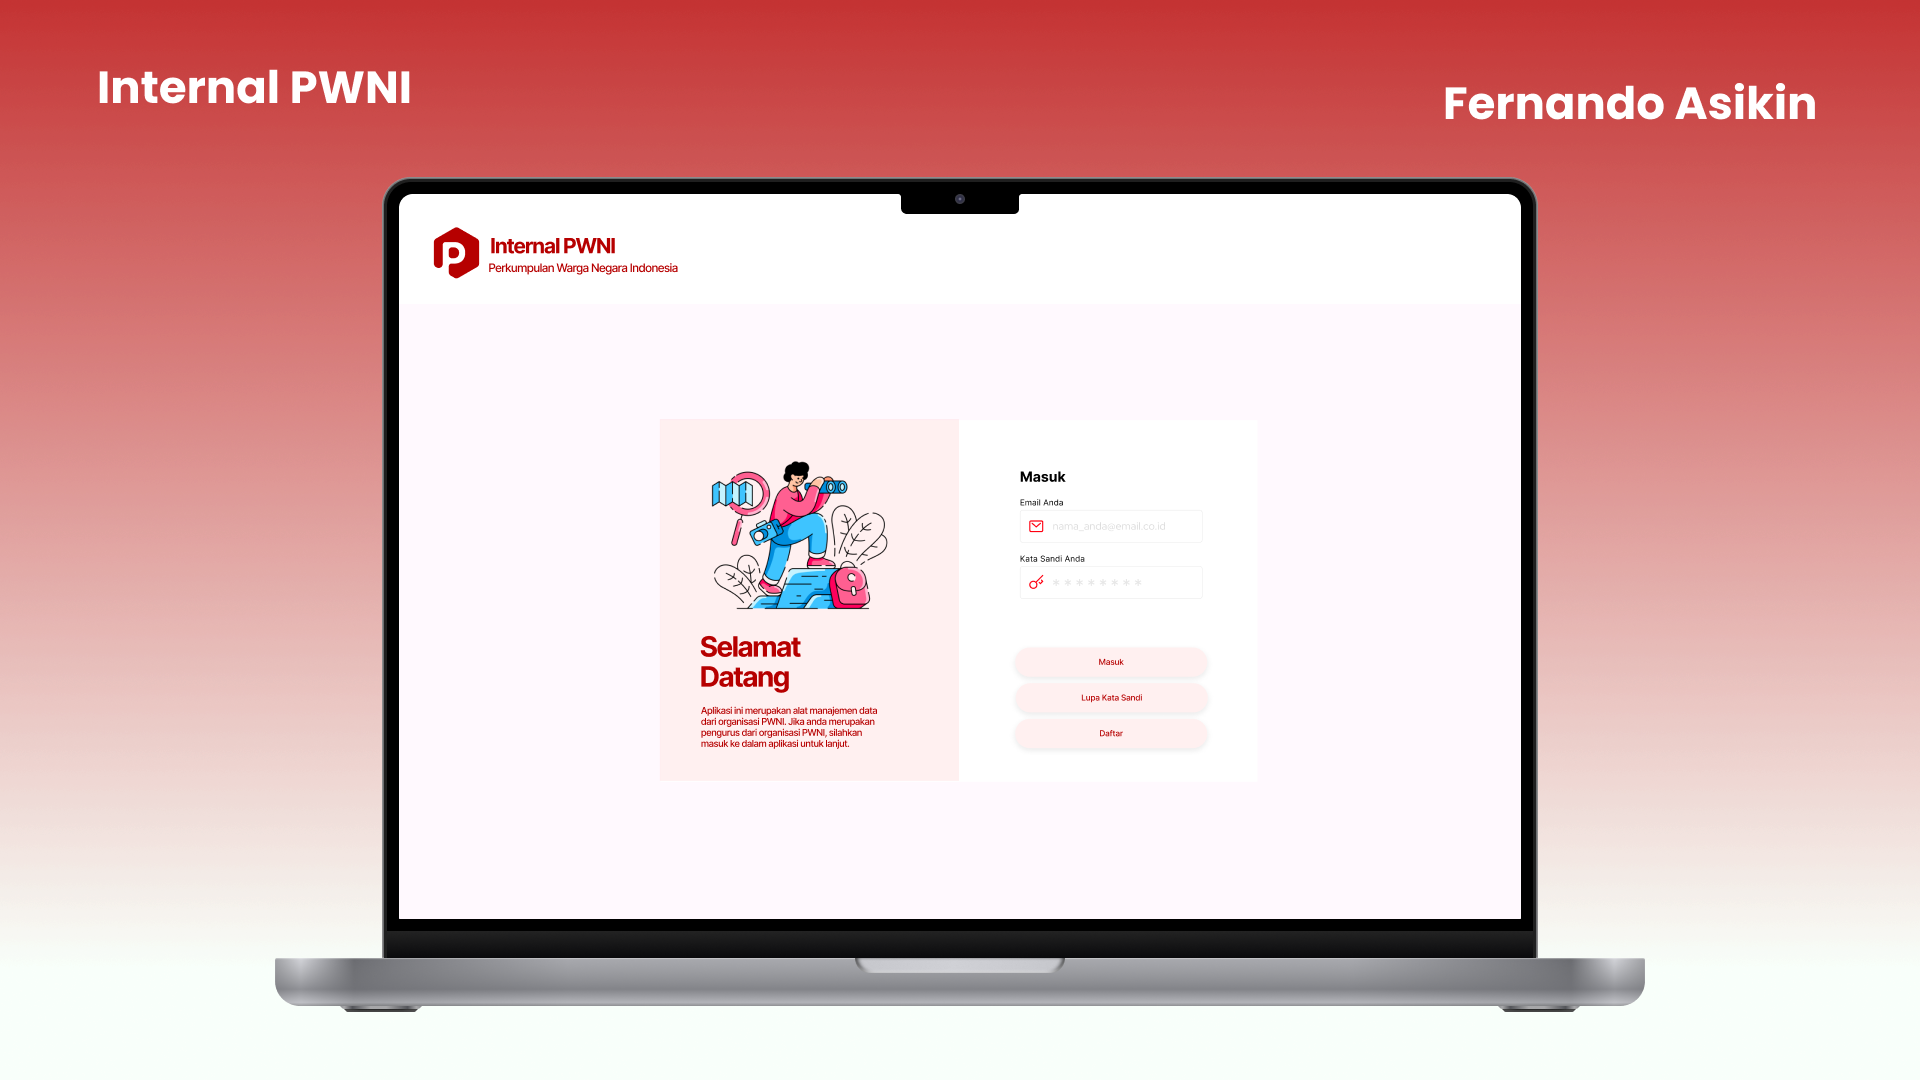 Internal PWNI
Fernando Asikin
Internal PWNI
Perkumpulan Warga Negara Indonesia
Selamat
Datang
Aplikasi ini merupakan alat manajemen data
dari organisasi PWNI. Jika anda merupakan
pengurus dari organisasi PWNI, silahkan
masuk ke dalam aplikasi untuk lanjut.
Masuk
Email Anda
nama_anda@email.co.id
Kata Sandi Anda
* * * * * * * *
Masuk
Lupa Kata Sandi
Daftar